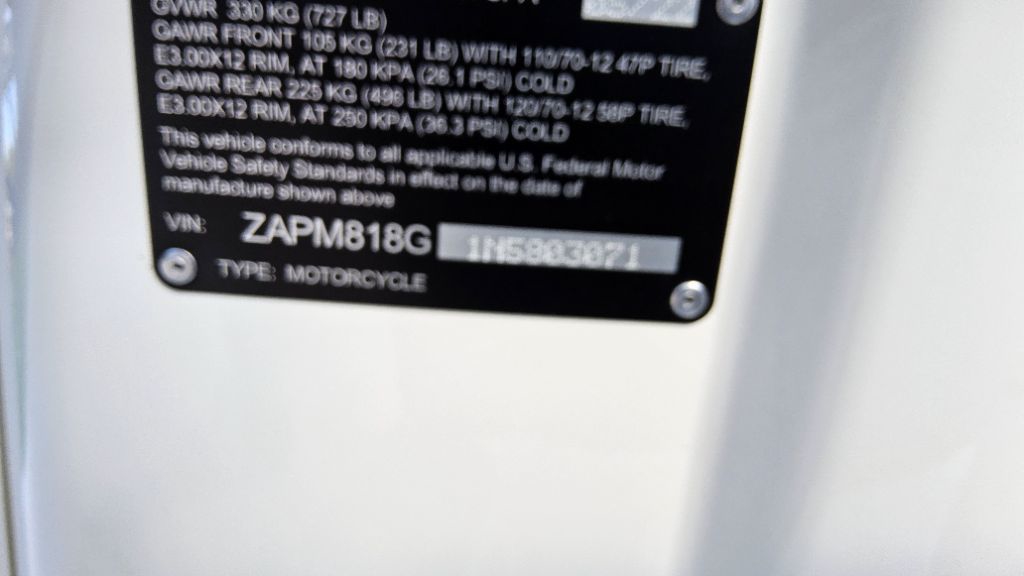 GVWR 330 KG (727 LB)
GAWR FRONT 105 KG (231 LB) WITH 110/70-12 47P TIRE,
E3.00X12 RIM, AT 180 KPA (26.1 PSI) COLD
GAWR REAR 225 KG (496 LB) WITH 120/70-12 58P TIRE,
E3.00X12 RIM, AT 250 KPA (36.3 PSI) COLD
This vehicle conforms to all applicable U.S. Federal Motor
Vehicle Safety Standards in effect on the date of
manufacture shown above
VIN: ZAPM818G 1N5803071
TYPE: MOTORCYCLE